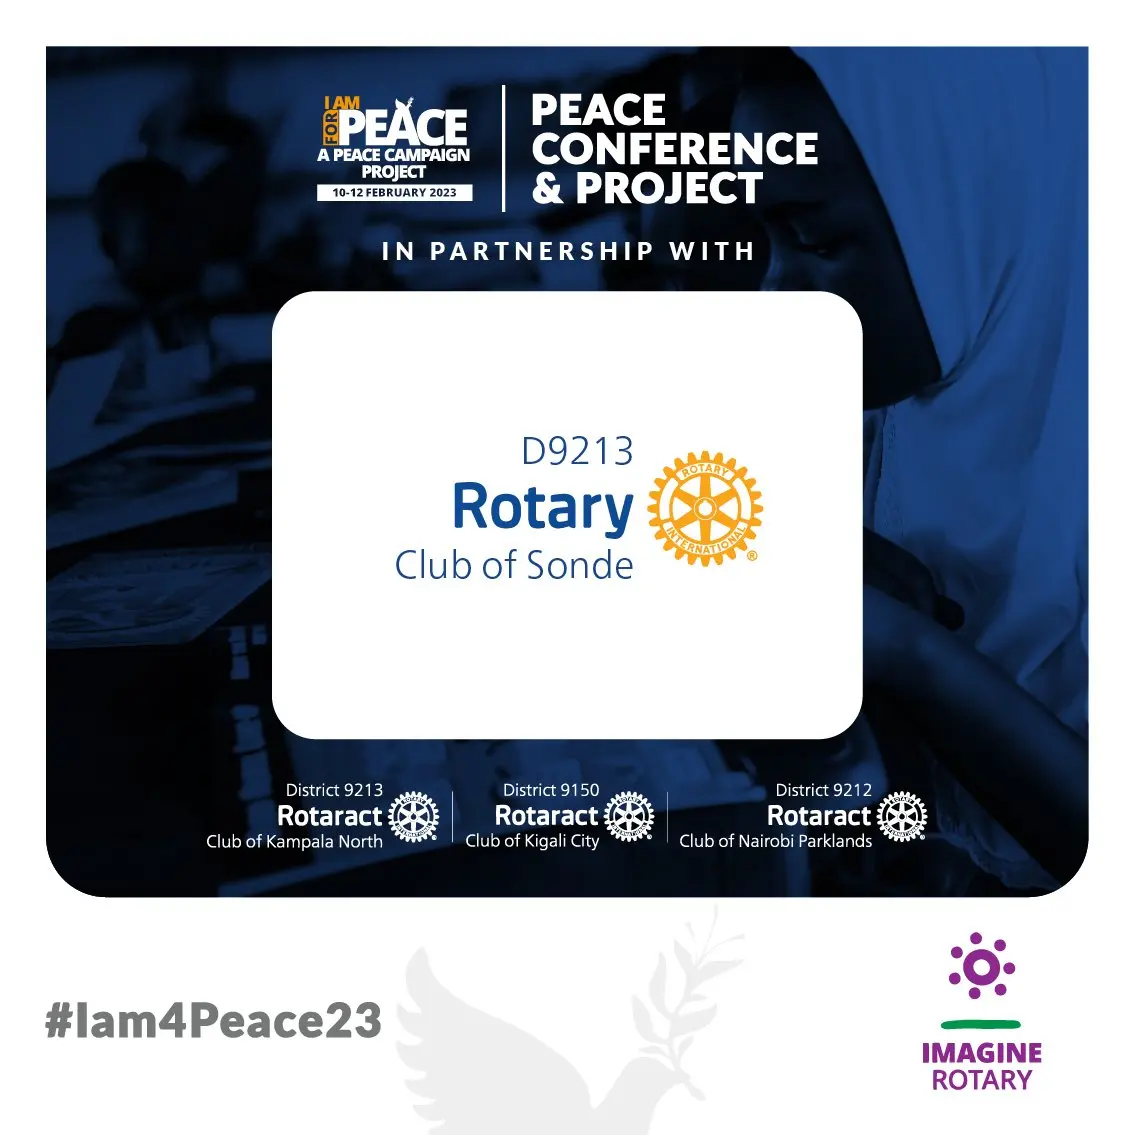 I AM
FOR
PEACE
A PEACE CAMPAIGN
PROJECT
10-12 FEBRUARY 2023
PEACE
CONFERENCE
& PROJECT
IN PARTNERSHIP WITH
D9213
Rotary
Club of Sonde
ROTARY
INTERNATIONAL
®
District 9213
Rotaract
Club of Kampala North
District 9150
Rotaract
Club of Kigali City
District 9212
Rotaract
Club of Nairobi Parklands
#Iam4Peace23
IMAGINE
ROTARY